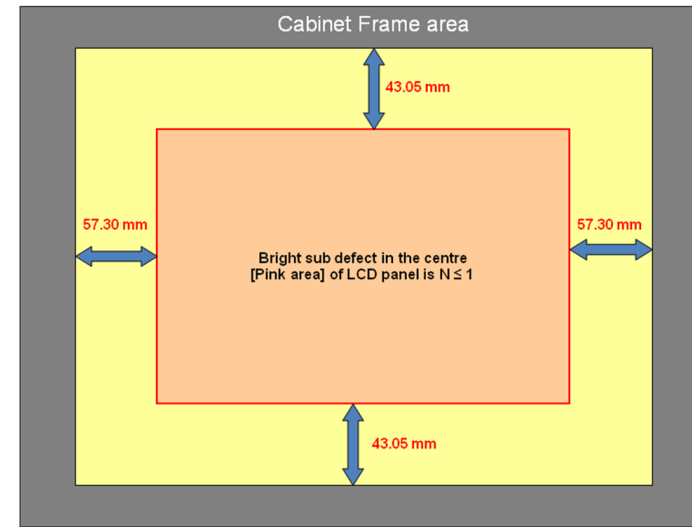 Cabinet Frame area
43.05 mm
57.30 mm
57.30 mm
Bright sub defect in the centre
[Pink area] of LCD panel is N ≤ 1
43.05 mm